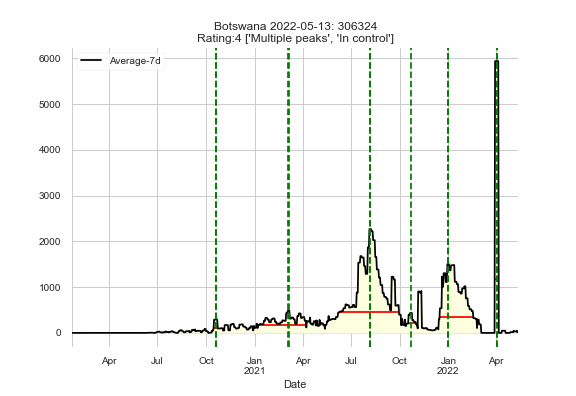 Botswana 2022-05-13: 306324
Rating:4 ['Multiple peaks', 'In control']
Average-7d
6000
5000
4000
3000
2000
1000
0
Apr Jul Oct Jan Apr Jul Oct Jan Apr
2021 2022
Date